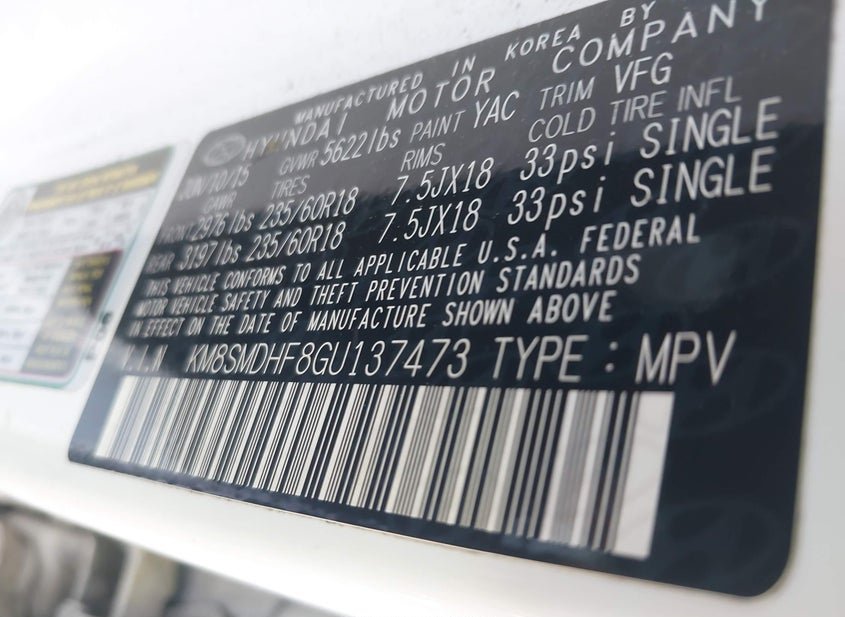 MANUFACTURED IN KOREA BY
HYUNDAI MOTOR COMPANY
JUN/10/15 GVWR 5622lbs PAINT YAC TRIM VFG
GAWR TIRES RIMS COLD TIRE INFL
FRONT 2976lbs 235/60R18 7.5JX18 33psi SINGLE
REAR 3197lbs 235/60R18 7.5JX18 33psi SINGLE
THIS VEHICLE CONFORMS TO ALL APPLICABLE U.S.A. FEDERAL
MOTOR VEHICLE SAFETY AND THEFT PREVENTION STANDARDS
IN EFFECT ON THE DATE OF MANUFACTURE SHOWN ABOVE
V.I.N KM8SMDHF8GU137473 TYPE : MPV